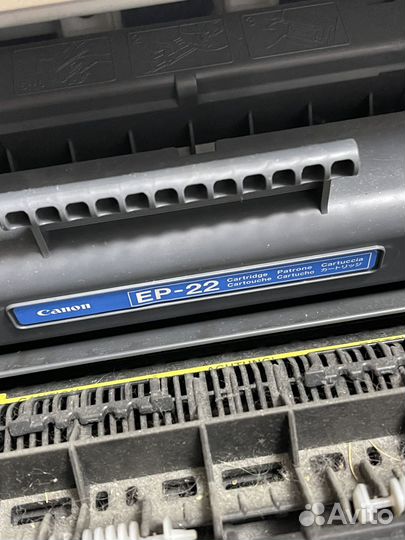 Canon EP-22 Cartridge Patrone Cartuccia
Cartouche Cartucho カートリッジ
Avito